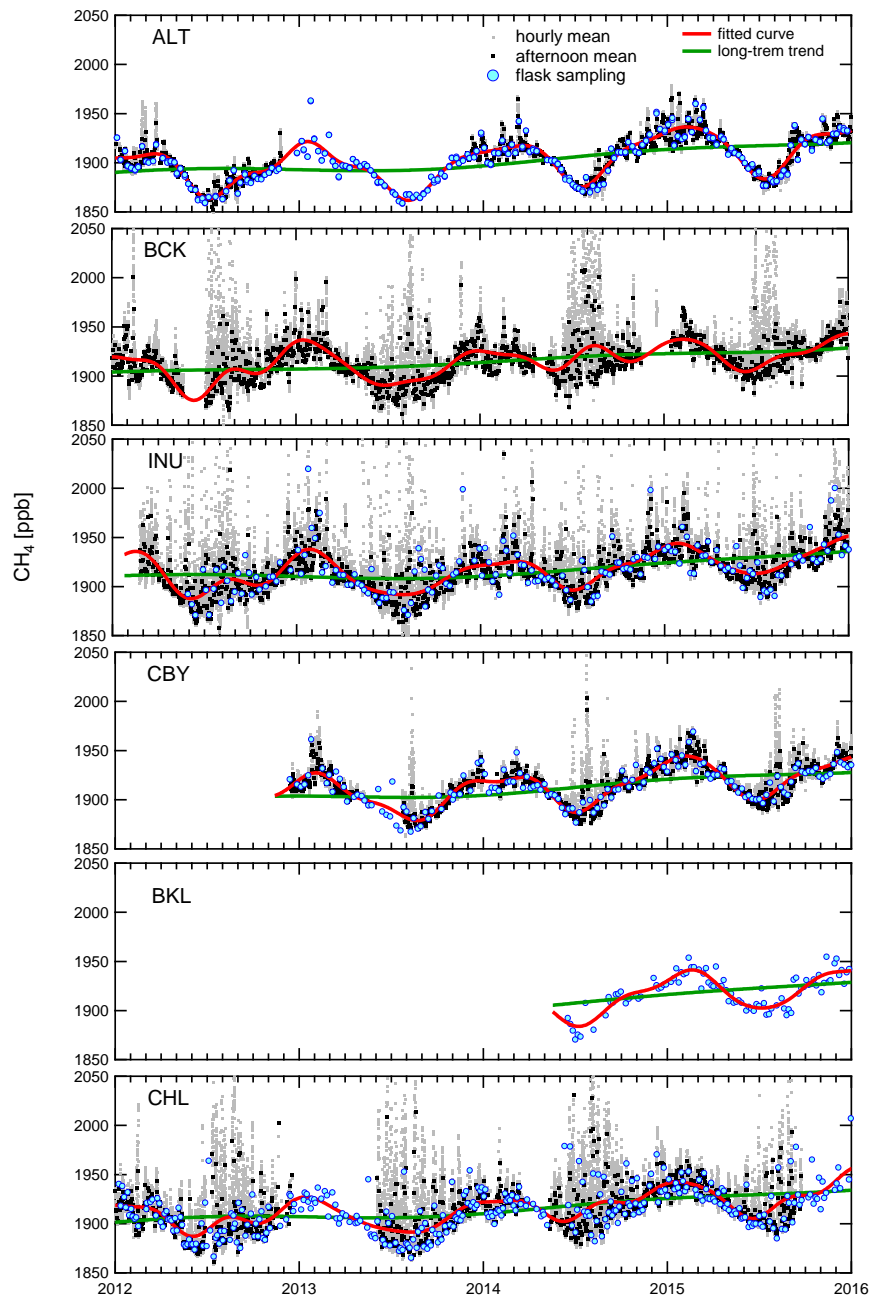 ALT
hourly mean
afternoon mean
flask sampling
fitted curve
long-trem trend
2050
2000
1950
1900
1850
2050
BCK
2000
1950
1900
1850
2050
INU
2000
1950
1900
1850
CH4 [ppb]
2050
CBY
2000
1950
1900
1850
2050
BKL
2000
1950
1900
1850
2050
CHL
2000
1950
1900
1850
2012 2013 2014 2015 2016